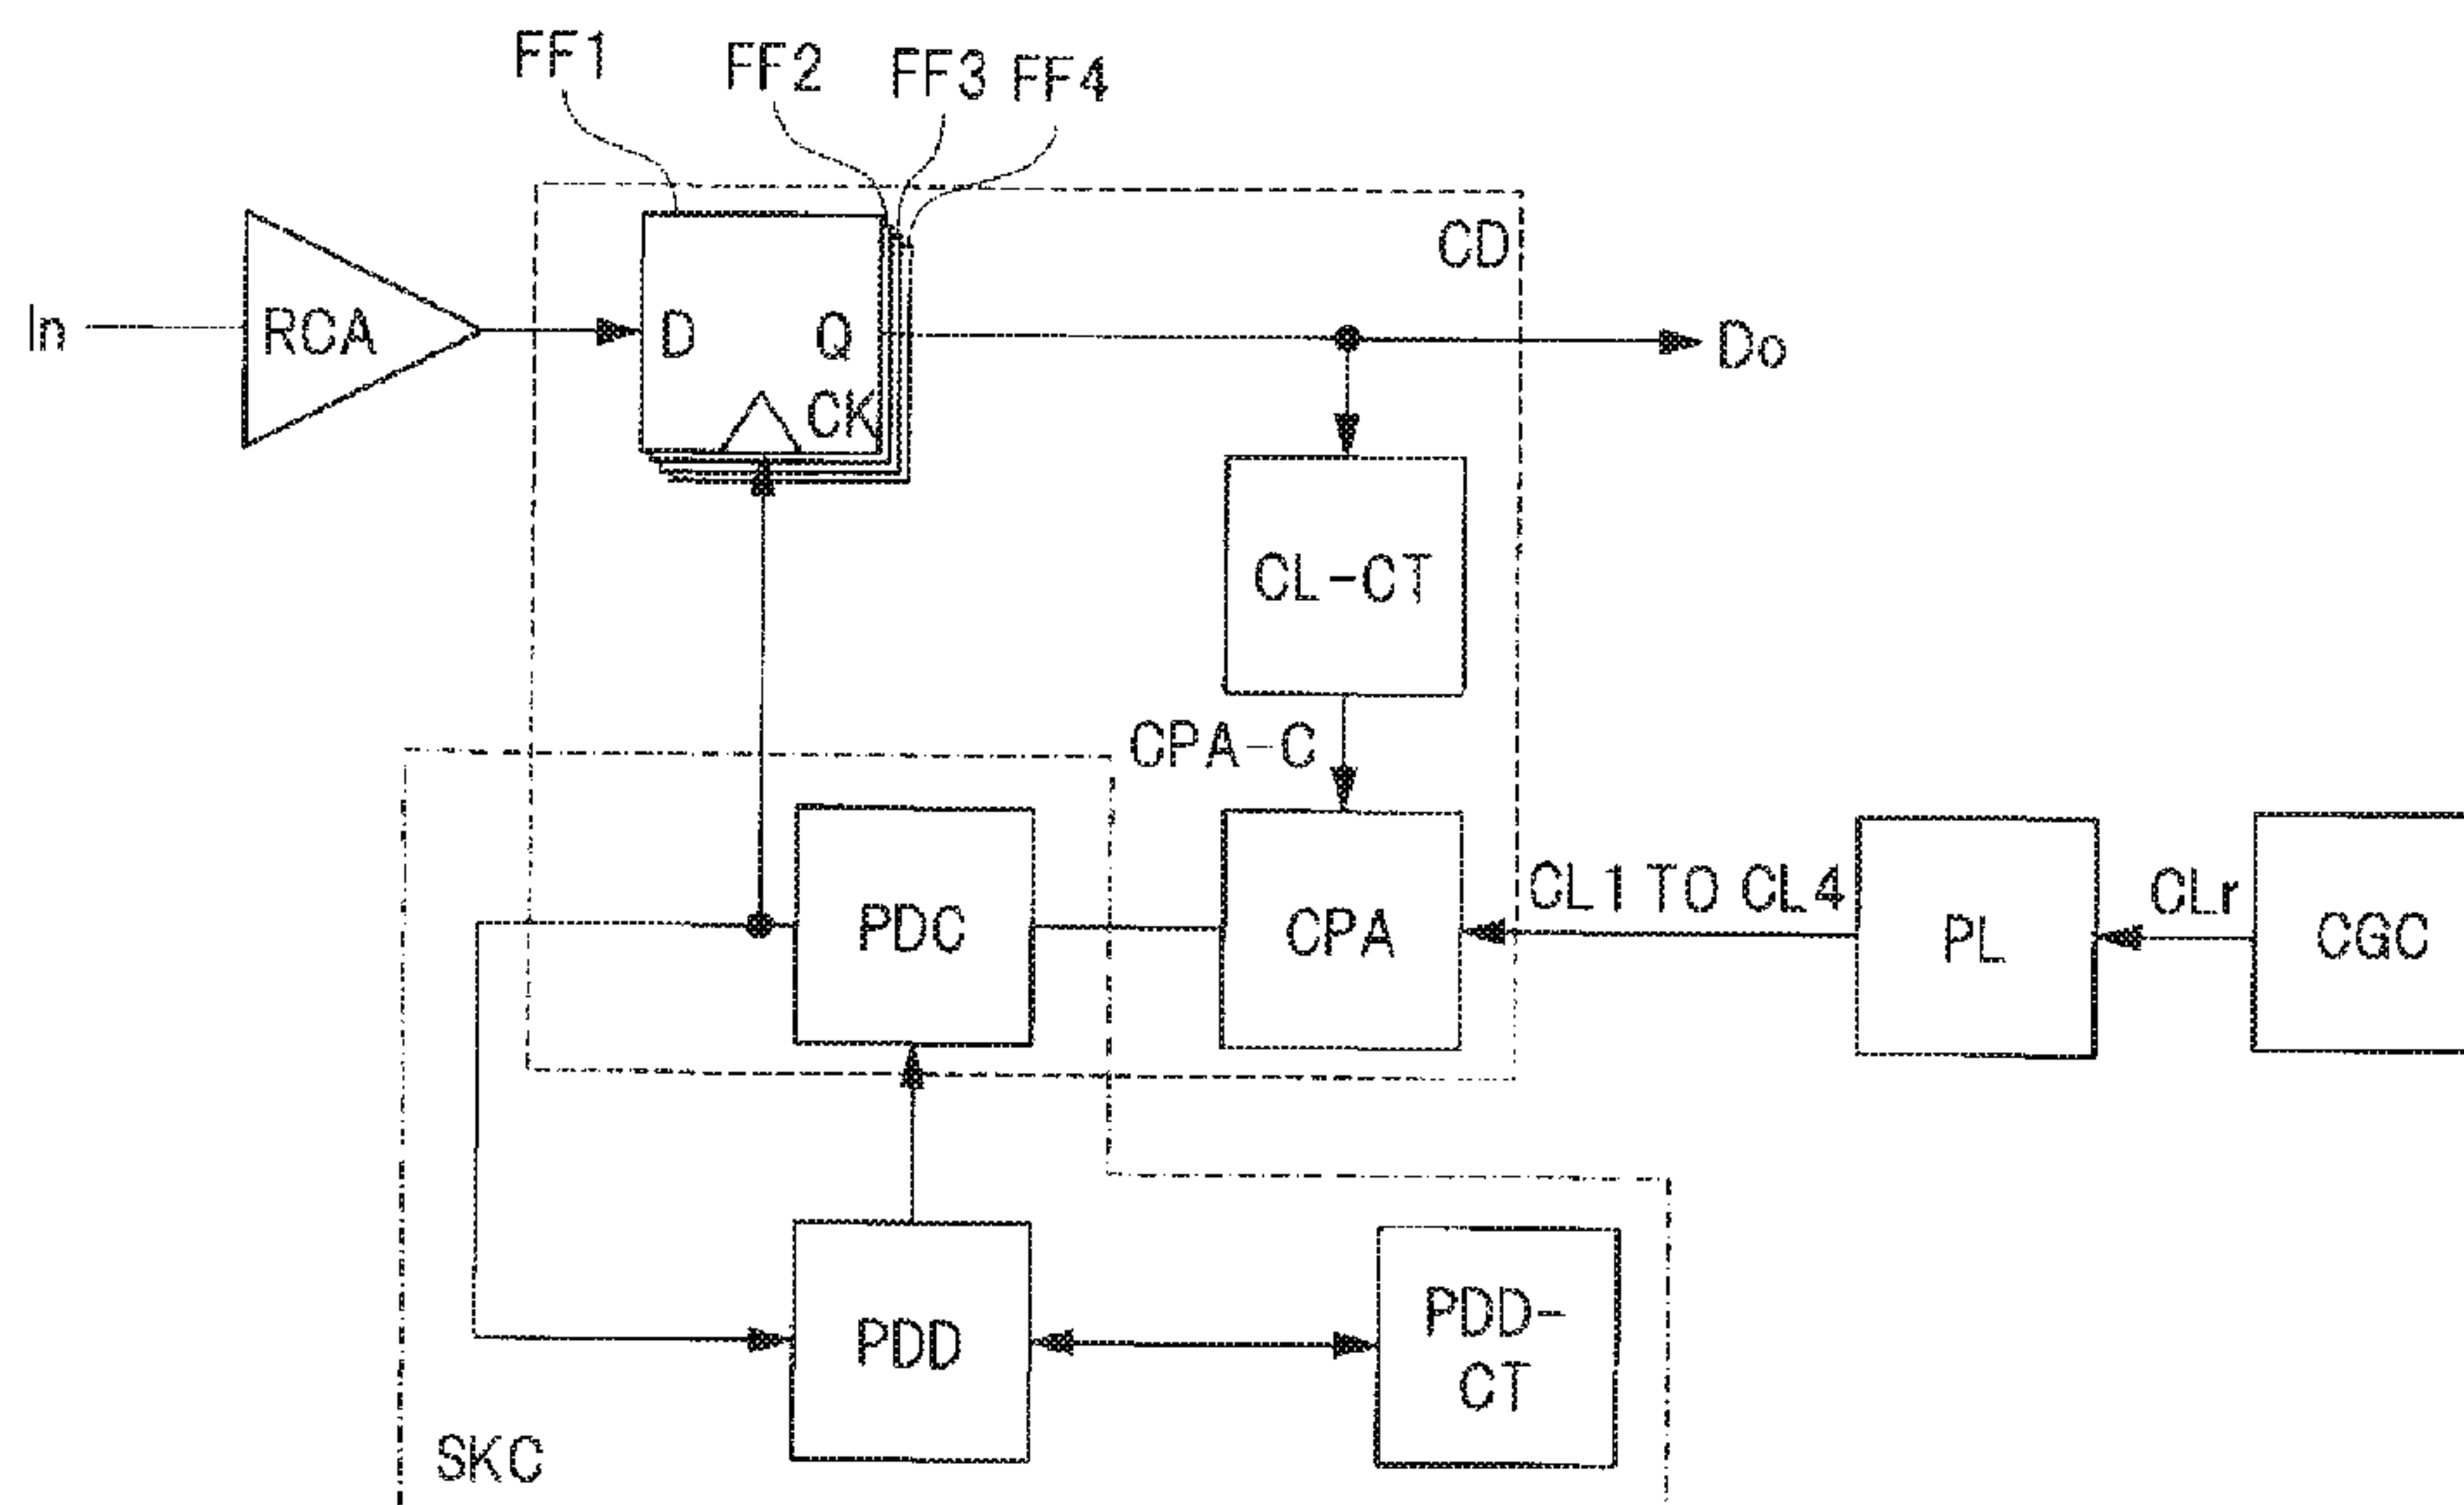 FF1
FF2
FF3
FF4
CD
In
RCA
D
Q
CK
Do
CL-CT
CPA-C
PDC
CPA
CL1 TO CL4
PL
CLr
CGC
PDD
PDD-
CT
SKC